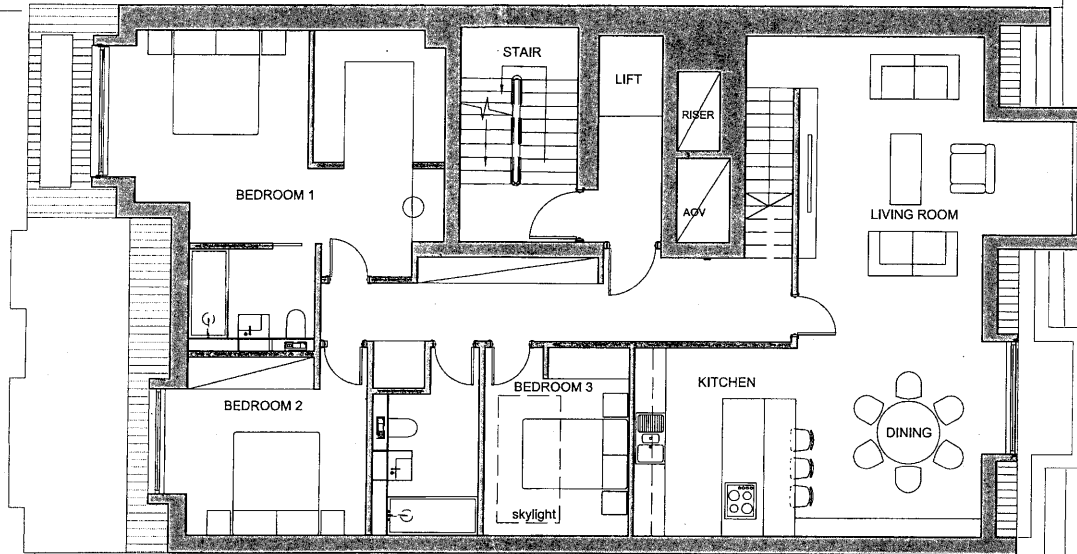 STAIR
LIFT
RISER
BEDROOM 1
AOV
LIVING ROOM
KITCHEN
BEDROOM 3
BEDROOM 2
DINING
skylight